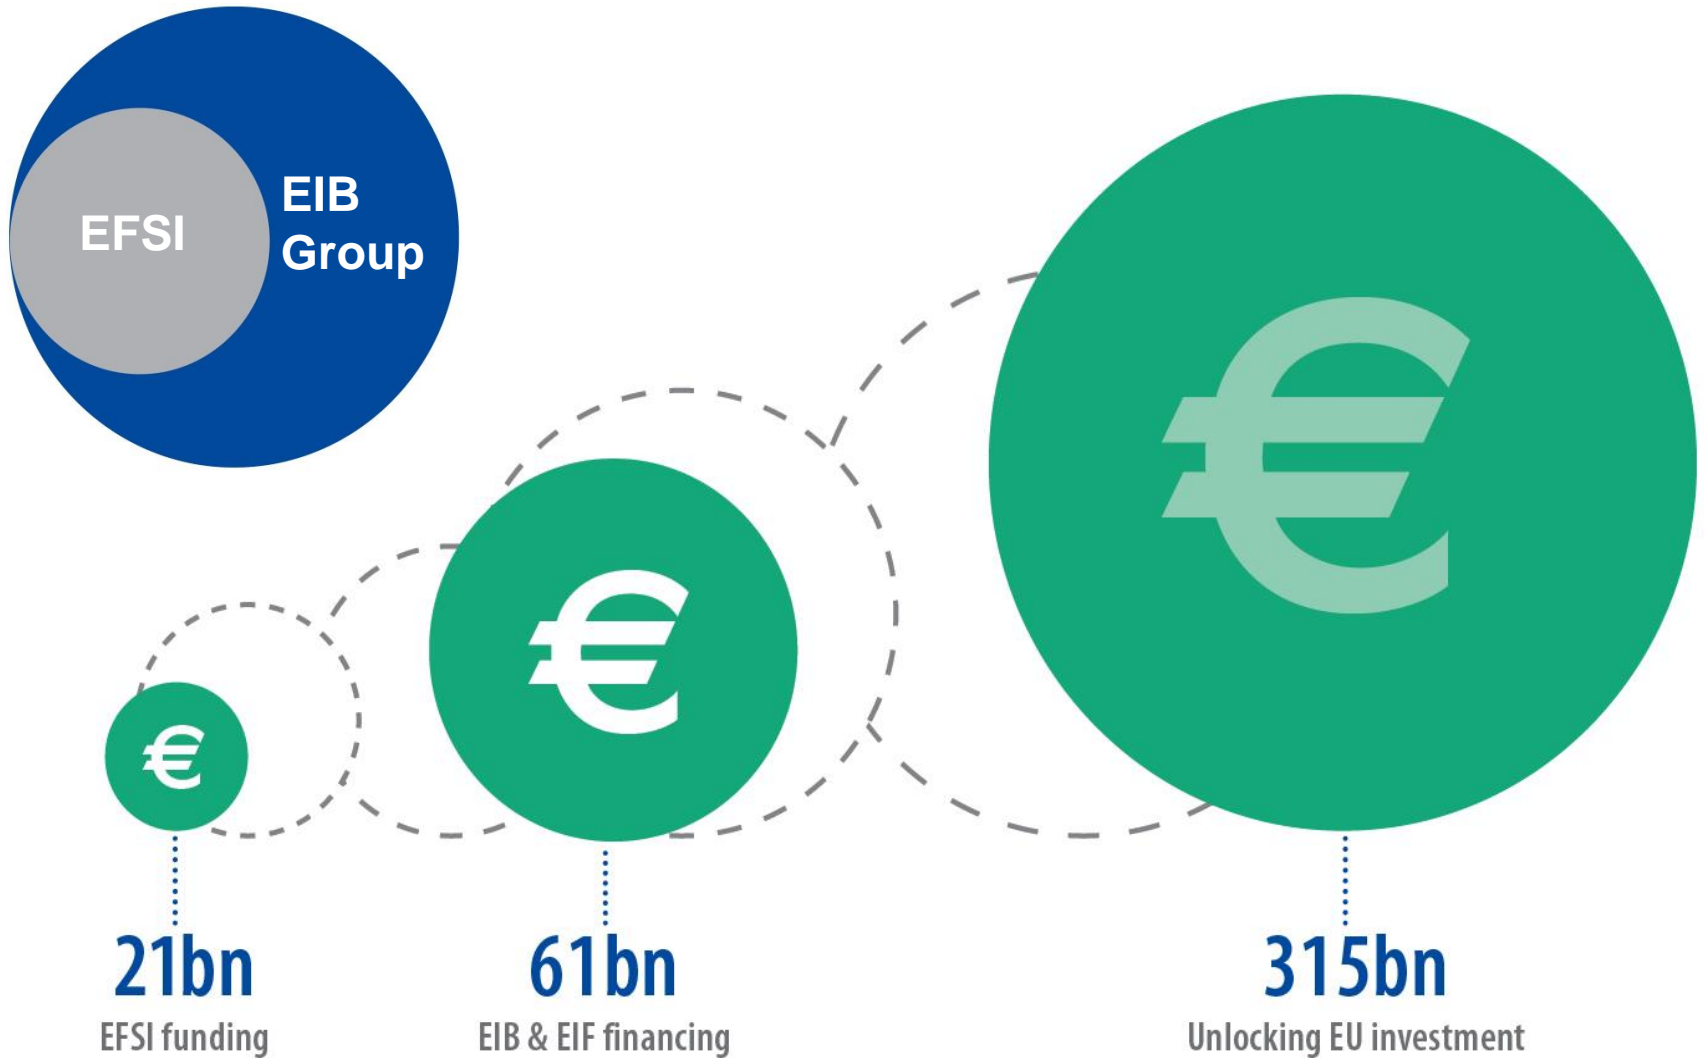 EFSI
EIB
Group
€
€
€
21bn
EFSI funding
61bn
EIB & EIF financing
315bn
Unlocking EU investment